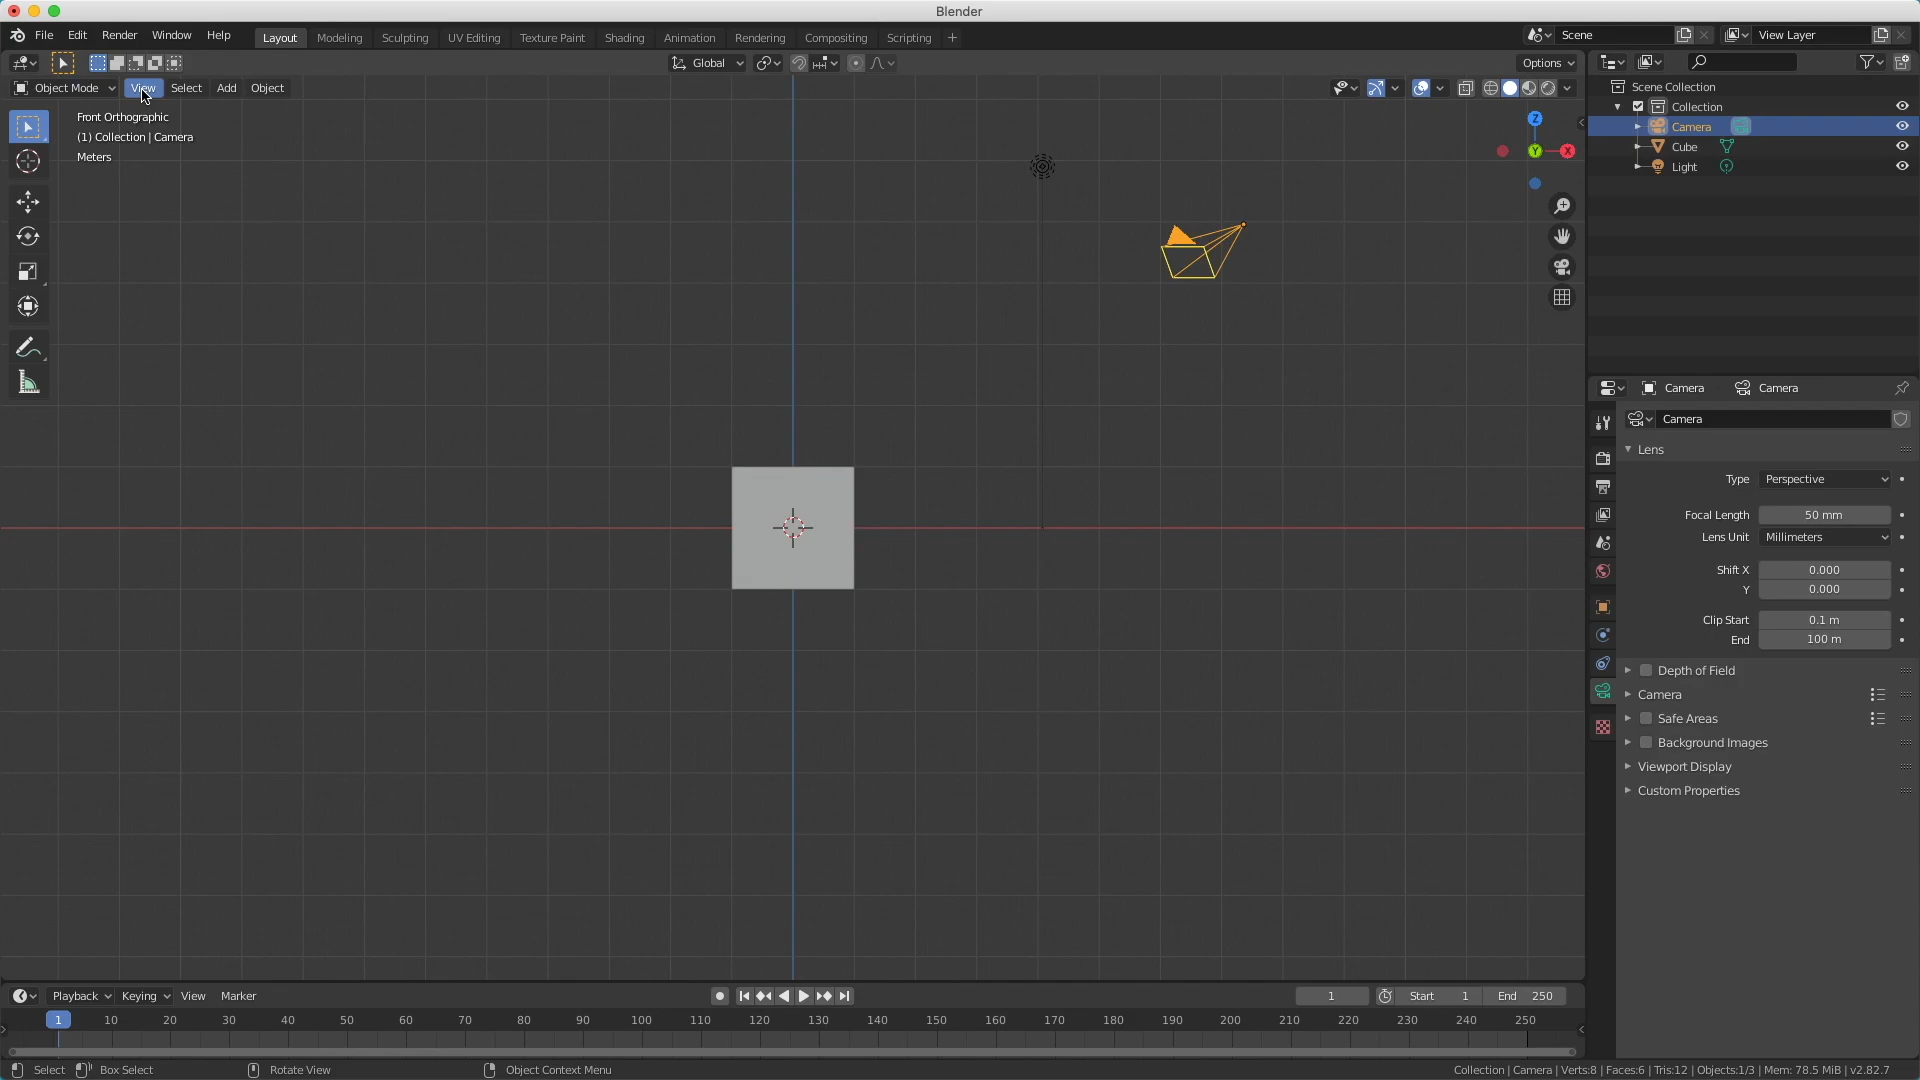 Blender
File Edit Render Window Help Layout Modeling Sculpting UV Editing Texture Paint Shading Animation Rendering Compositing Scripting + Scene View Layer
Global Options
Object Mode View Select Add Object
Front Orthographic
(1) Collection | Camera
Meters
Z
Y
X
Scene Collection
Collection
Camera
Cube
Light
Camera Camera
Camera
Lens
Type Perspective
Focal Length 50 mm
Lens Unit Millimeters
Shift X 0.000
Y 0.000
Clip Start 0.1 m
End 100 m
Depth of Field
Camera
Safe Areas
Background Images
Viewport Display
Custom Properties
Playback Keying View Marker 1 Start 1 End 250
1 10 20 30 40 50 60 70 80 90 100 110 120 130 140 150 160 170 180 190 200 210 220 230 240 250
Select Box Select Rotate View Object Context Menu Collection | Camera | Verts:8 | Faces:6 | Tris:12 | Objects:1/3 | Mem: 78.5 MiB | v2.82.7